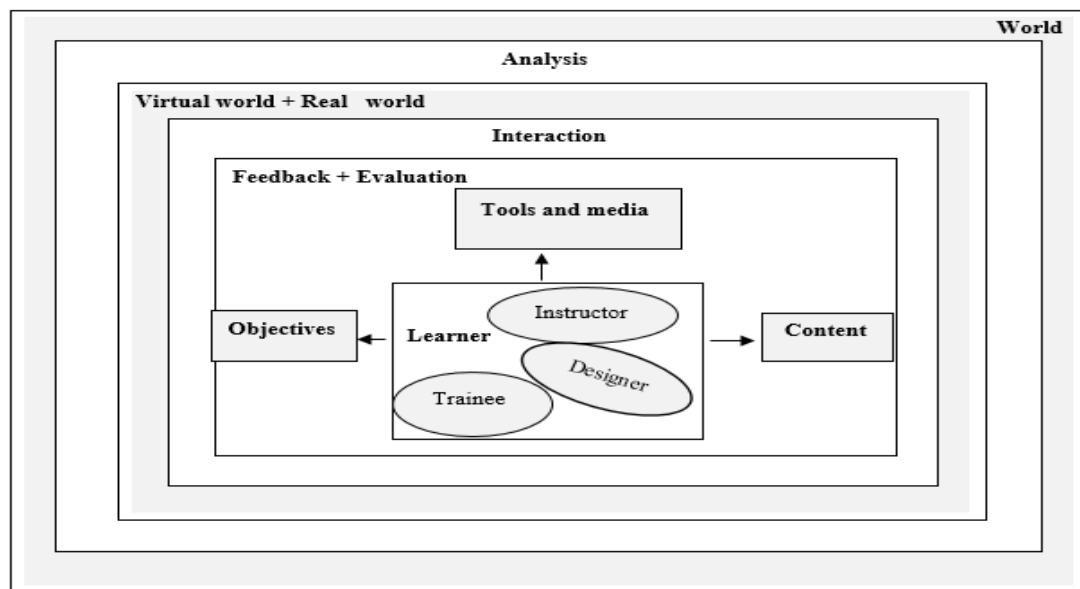 World
Analysis
Virtual world + Real world
Interaction
Feedback + Evaluation
Tools and media
Instructor
Objectives
Learner
Content
Designer
Trainee